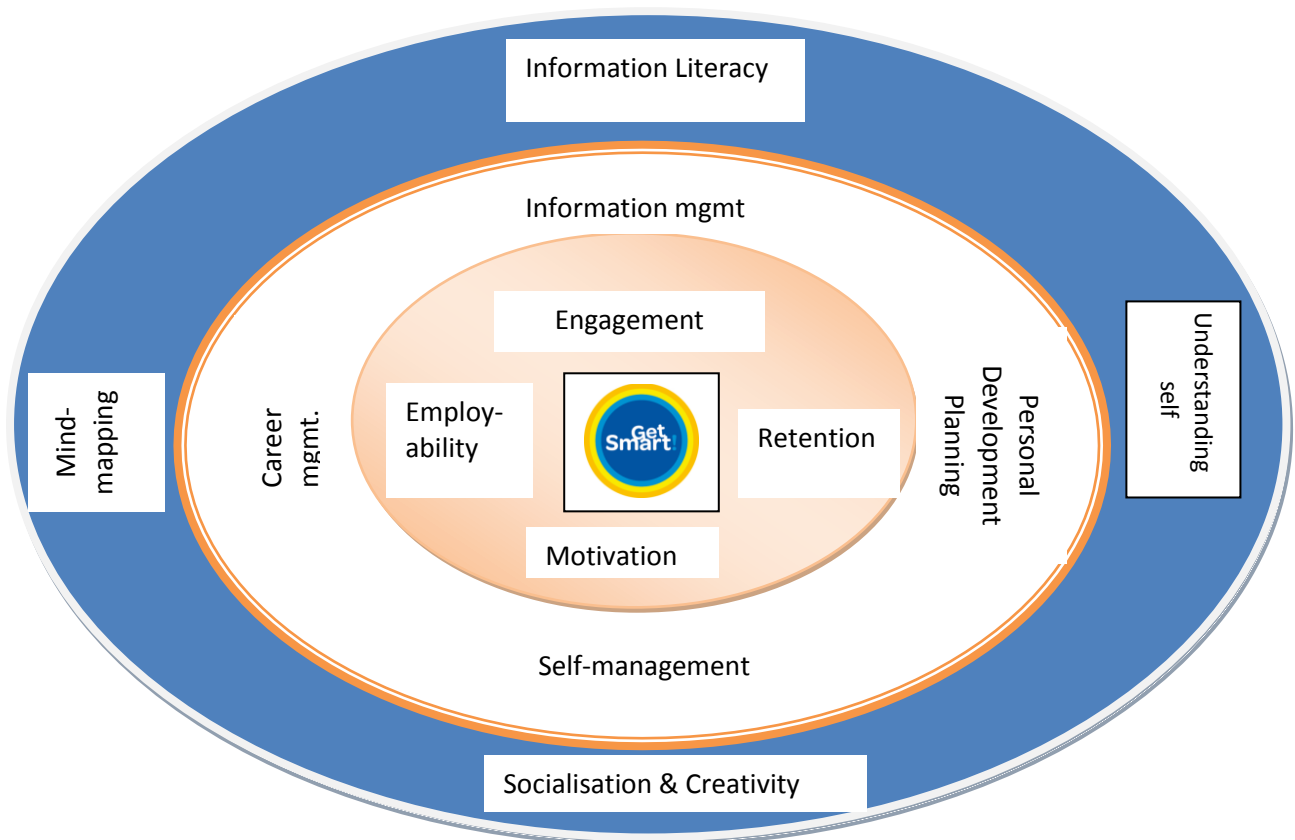 Information Literacy
Information mgmt
Engagement
Mind-
mapping
Career
mgmt.
Employ-
ability
Get
Smart!
Retention
Personal
Development
Planning
Understanding
self
Motivation
Self-management
Socialisation & Creativity